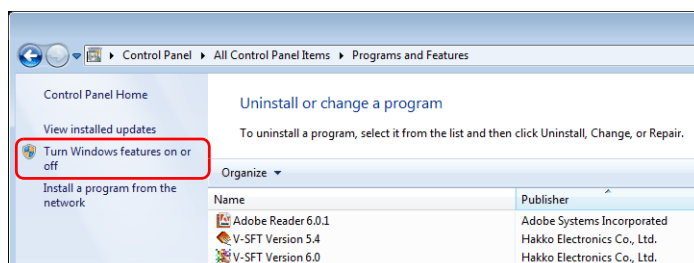 Control Panel ▸ All Control Panel Items ▸ Programs and Features
Control Panel Home
View installed updates
Turn Windows features on or
off
Install a program from the
network
Uninstall or change a program
To uninstall a program, select it from the list and then click Uninstall, Change, or Repair.
Organize
Name Publisher
Adobe Reader 6.0.1 Adobe Systems Incorporated
V-SFT Version 5.4 Hakko Electronics Co., Ltd.
V-SFT Version 6.0 Hakko Electronics Co., Ltd.